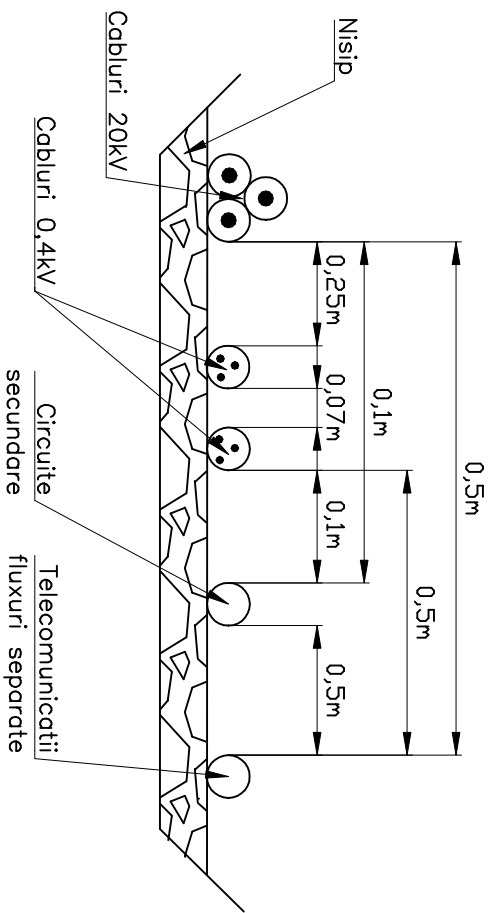 Nisip
Cabluri 20kV
Cabluri 0,4kV
Circuite
secundare
Telecomunicatii
fluxuri separate
0,25m
0,07m
0,1m
0,5m
0,1m
0,5m
0,5m